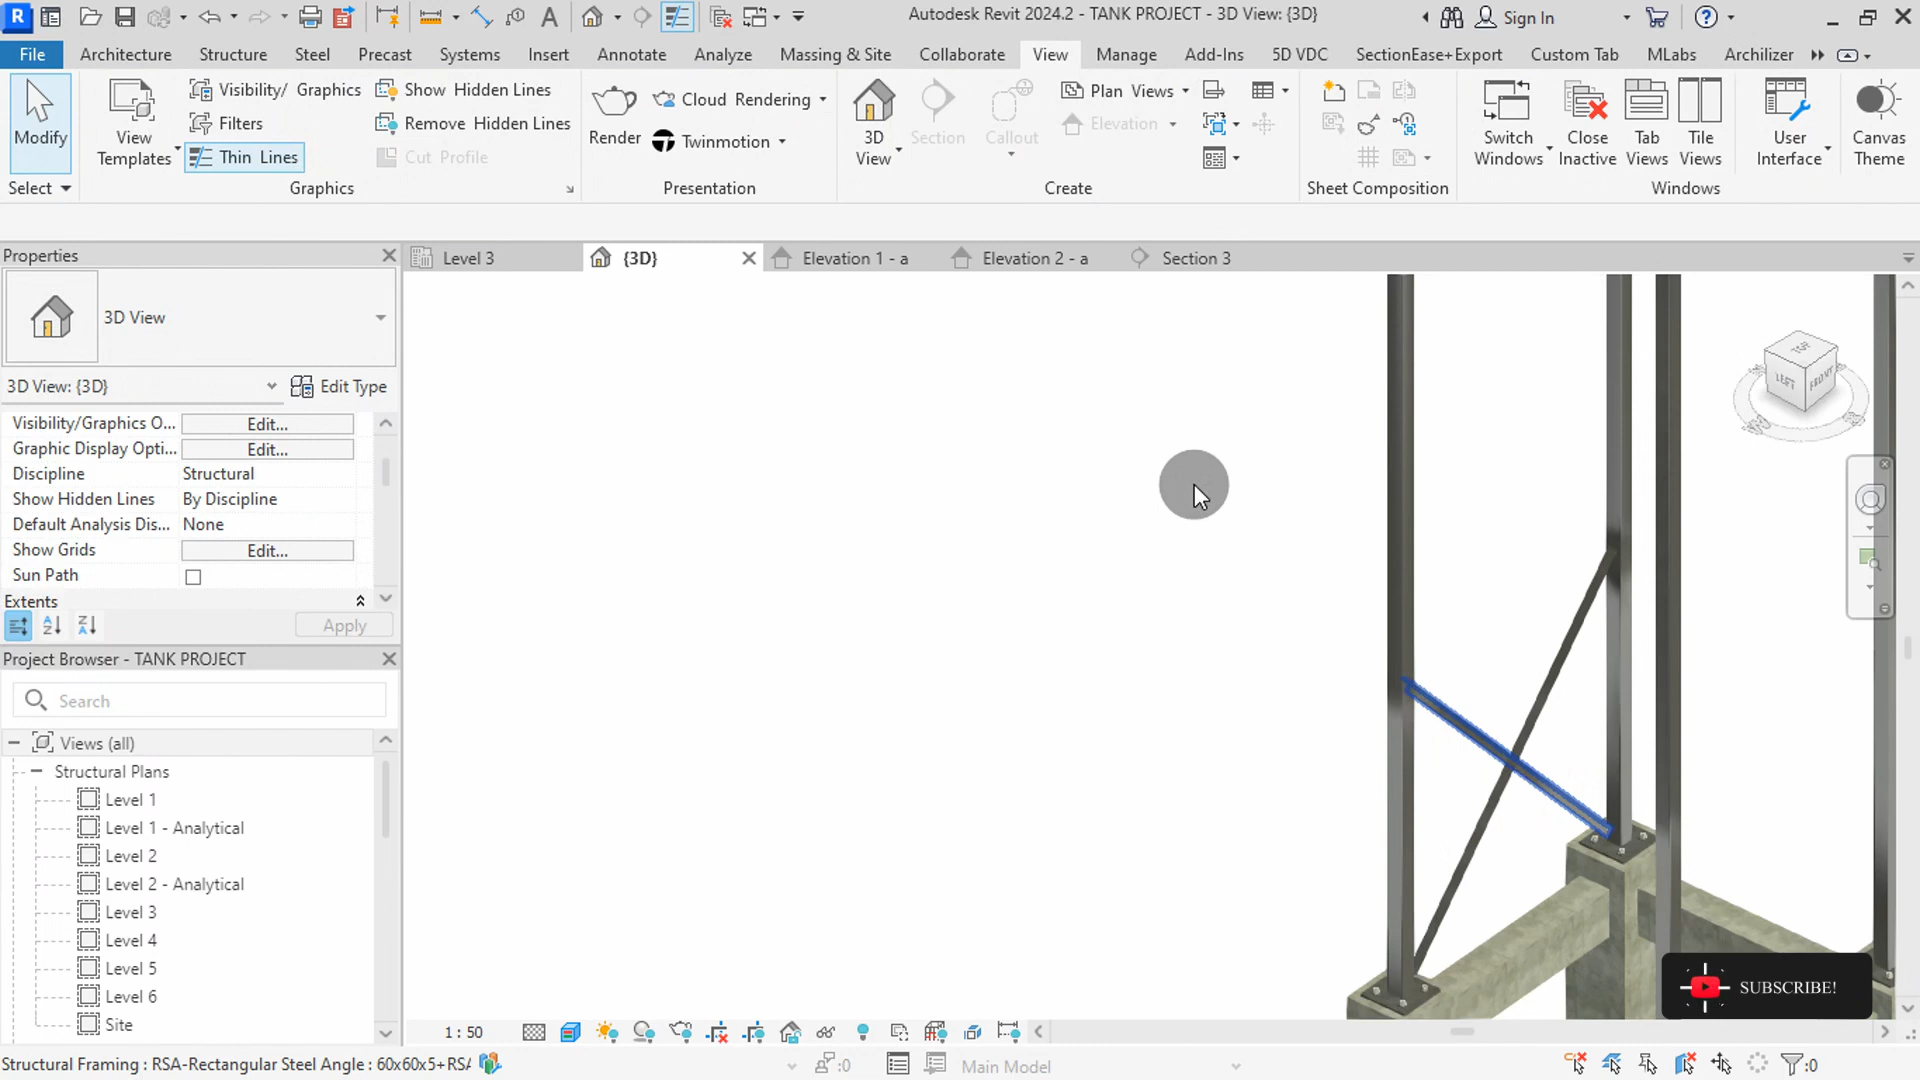 Autodesk Revit 2024.2 - TANK PROJECT - 3D View: {3D}
Sign In
File Architecture Structure Steel Precast Systems Insert Annotate Analyze Massing & Site Collaborate View Manage Add-Ins 5D VDC SectionEase+Export Custom Tab MLabs Archilizer
Modify
View Templates
Visibility/ Graphics
Filters
Thin Lines
Show Hidden Lines
Remove Hidden Lines
Cut Profile
Render
Cloud Rendering
Twinmotion
3D View
Section
Callout
Plan Views
Elevation
Switch Windows
Close Inactive
Tab Views
Tile Views
User Interface
Canvas Theme
Select Graphics Presentation Create Sheet Composition Windows
Properties
Level 3 {3D} Elevation 1 - a Elevation 2 - a Section 3
3D View
3D View: {3D} Edit Type
Visibility/Graphics O... Edit...
Graphic Display Opti... Edit...
Discipline Structural
Show Hidden Lines By Discipline
Default Analysis Dis... None
Show Grids Edit...
Sun Path
Extents
Apply
Project Browser - TANK PROJECT
Search
Views (all)
Structural Plans
Level 1
Level 1 - Analytical
Level 2
Level 2 - Analytical
Level 3
Level 4
Level 5
Level 6
Site
TOP
LEFT
FRONT
SUBSCRIBE!
1 : 50
Structural Framing : RSA-Rectangular Steel Angle : 60x60x5+RSA
:0
Main Model
:0